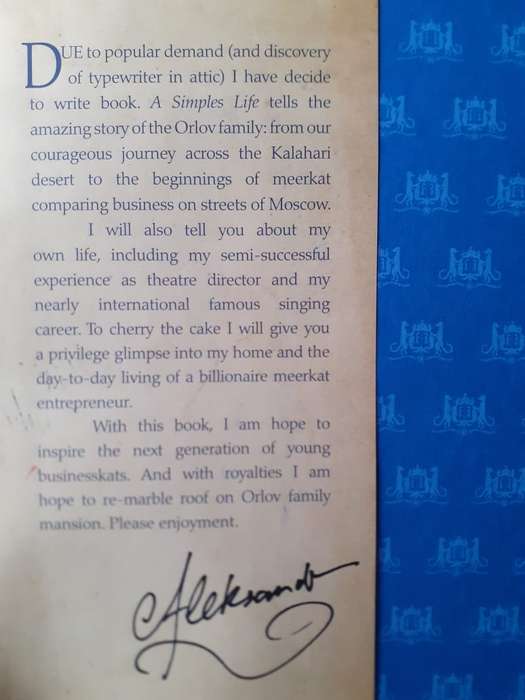 DUE to popular demand (and discovery
of typewriter in attic) I have decide
to write book. A Simples Life tells the
amazing story of the Orlov family: from our
courageous journey across the Kalahari
desert to the beginnings of meerkat
comparing business on streets of Moscow.
I will also tell you about my
own life, including my semi-successful
experience as theatre director and my
nearly international famous singing
career. To cherry the cake I will give you
a privilege glimpse into my home and the
day-to-day living of a billionaire meerkat
entrepreneur.
With this book, I am hope to
inspire the next generation of young
businesskats. And with royalties I am
hope to re-marble roof on Orlov family
mansion. Please enjoyment.
Aleksandr